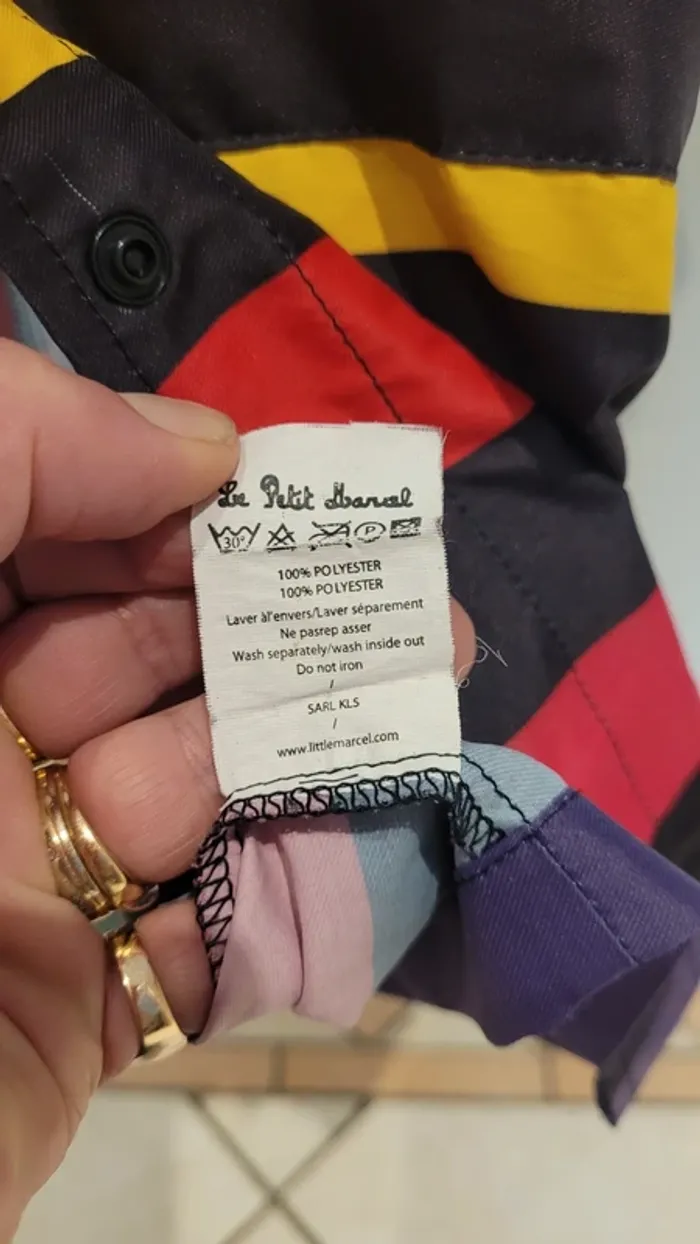 Le Petit Marcel
30° P
100% POLYESTER
100% POLYESTER
Laver àl'envers/Laver séparement
Ne pasrep asser
Wash separately/wash inside out
Do not iron
/
SARL KLS
/
www.littlemarcel.com